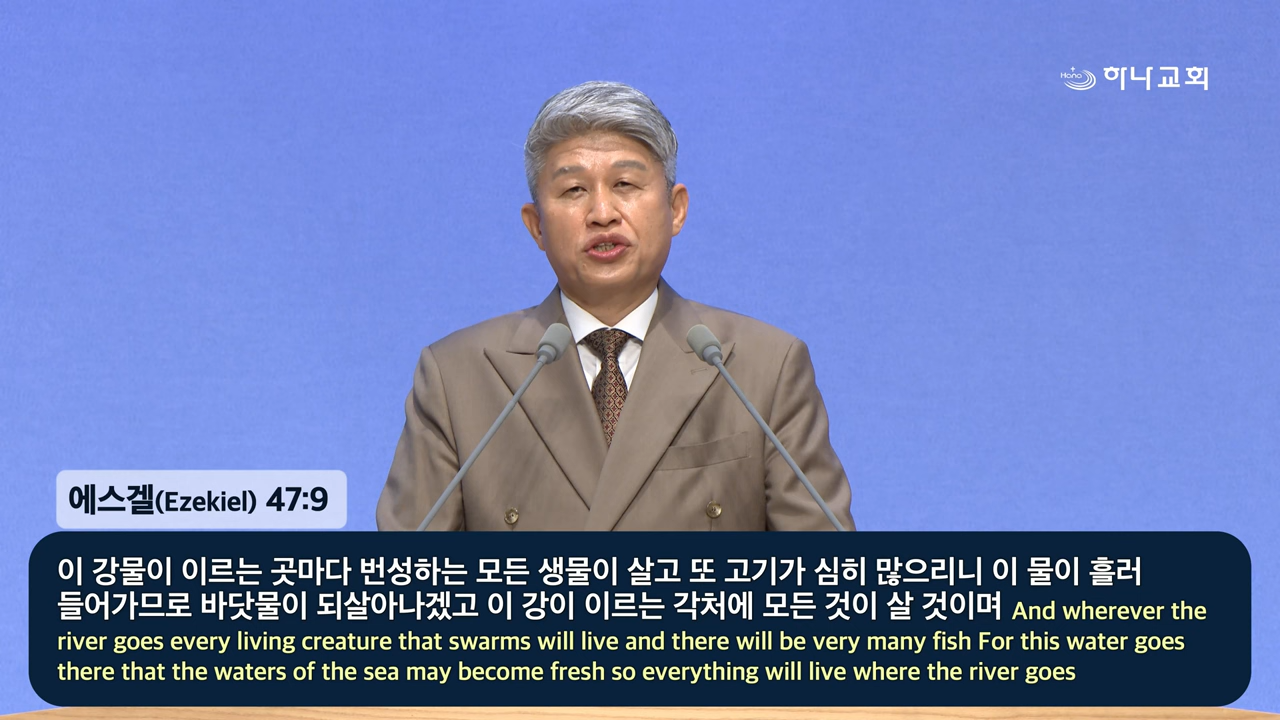 Hana 하나교회
에스겔(Ezekiel) 47:9
이 강물이 이르는 곳마다 번성하는 모든 생물이 살고 또 고기가 심히 많으리니 이 물이 흘러
들어가므로 바닷물이 되살아나겠고 이 강이 이르는 각처에 모든 것이 살 것이며 And wherever the
river goes every living creature that swarms will live and there will be very many fish For this water goes
there that the waters of the sea may become fresh so everything will live where the river goes